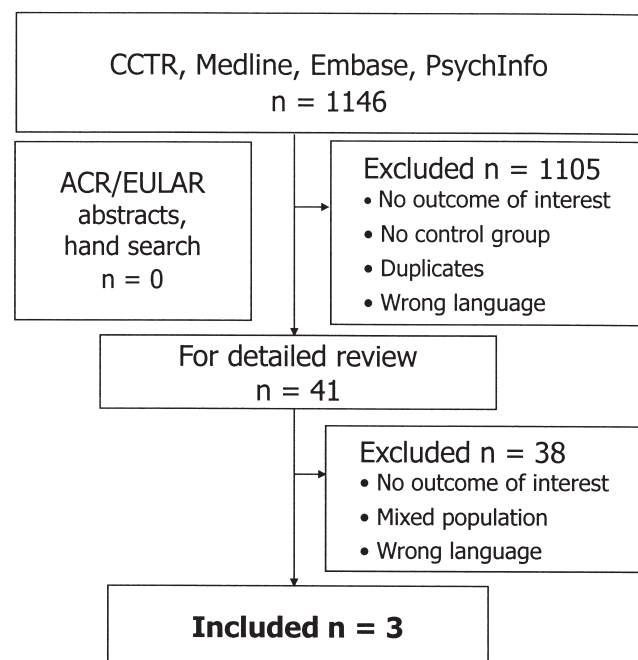 CCTR, Medline, Embase, PsychInfo
n = 1146
ACR/EULAR
abstracts,
hand search
n = 0
Excluded n = 1105
• No outcome of interest
• No control group
• Duplicates
• Wrong language
For detailed review
n = 41
Excluded n = 38
• No outcome of interest
• Mixed population
• Wrong language
Included n = 3